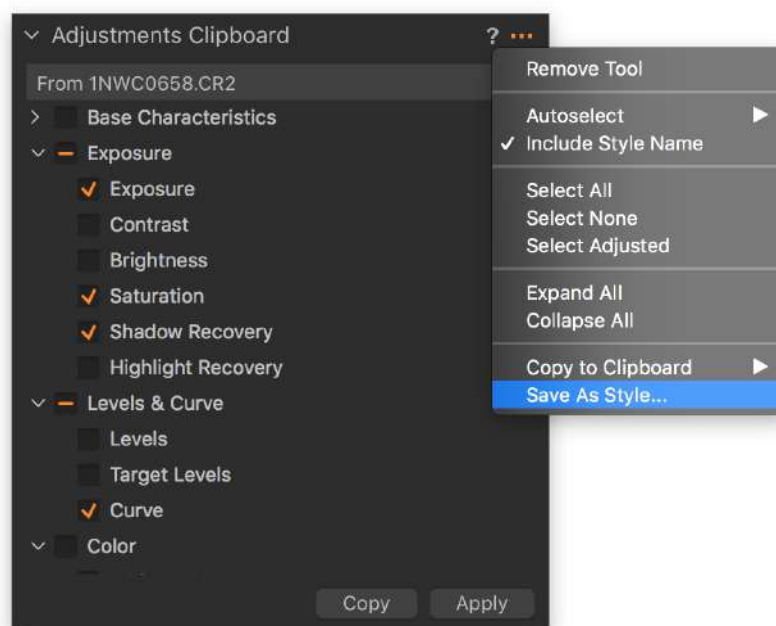 Adjustments Clipboard ? ...
From 1NWC0658.CR2
Base Characteristics
Exposure
Exposure
Contrast
Brightness
Saturation
Shadow Recovery
Highlight Recovery
Levels & Curve
Levels
Target Levels
Curve
Color
Copy Apply
Remove Tool
Autoselect
Include Style Name
Select All
Select None
Select Adjusted
Expand All
Collapse All
Copy to Clipboard
Save As Style...